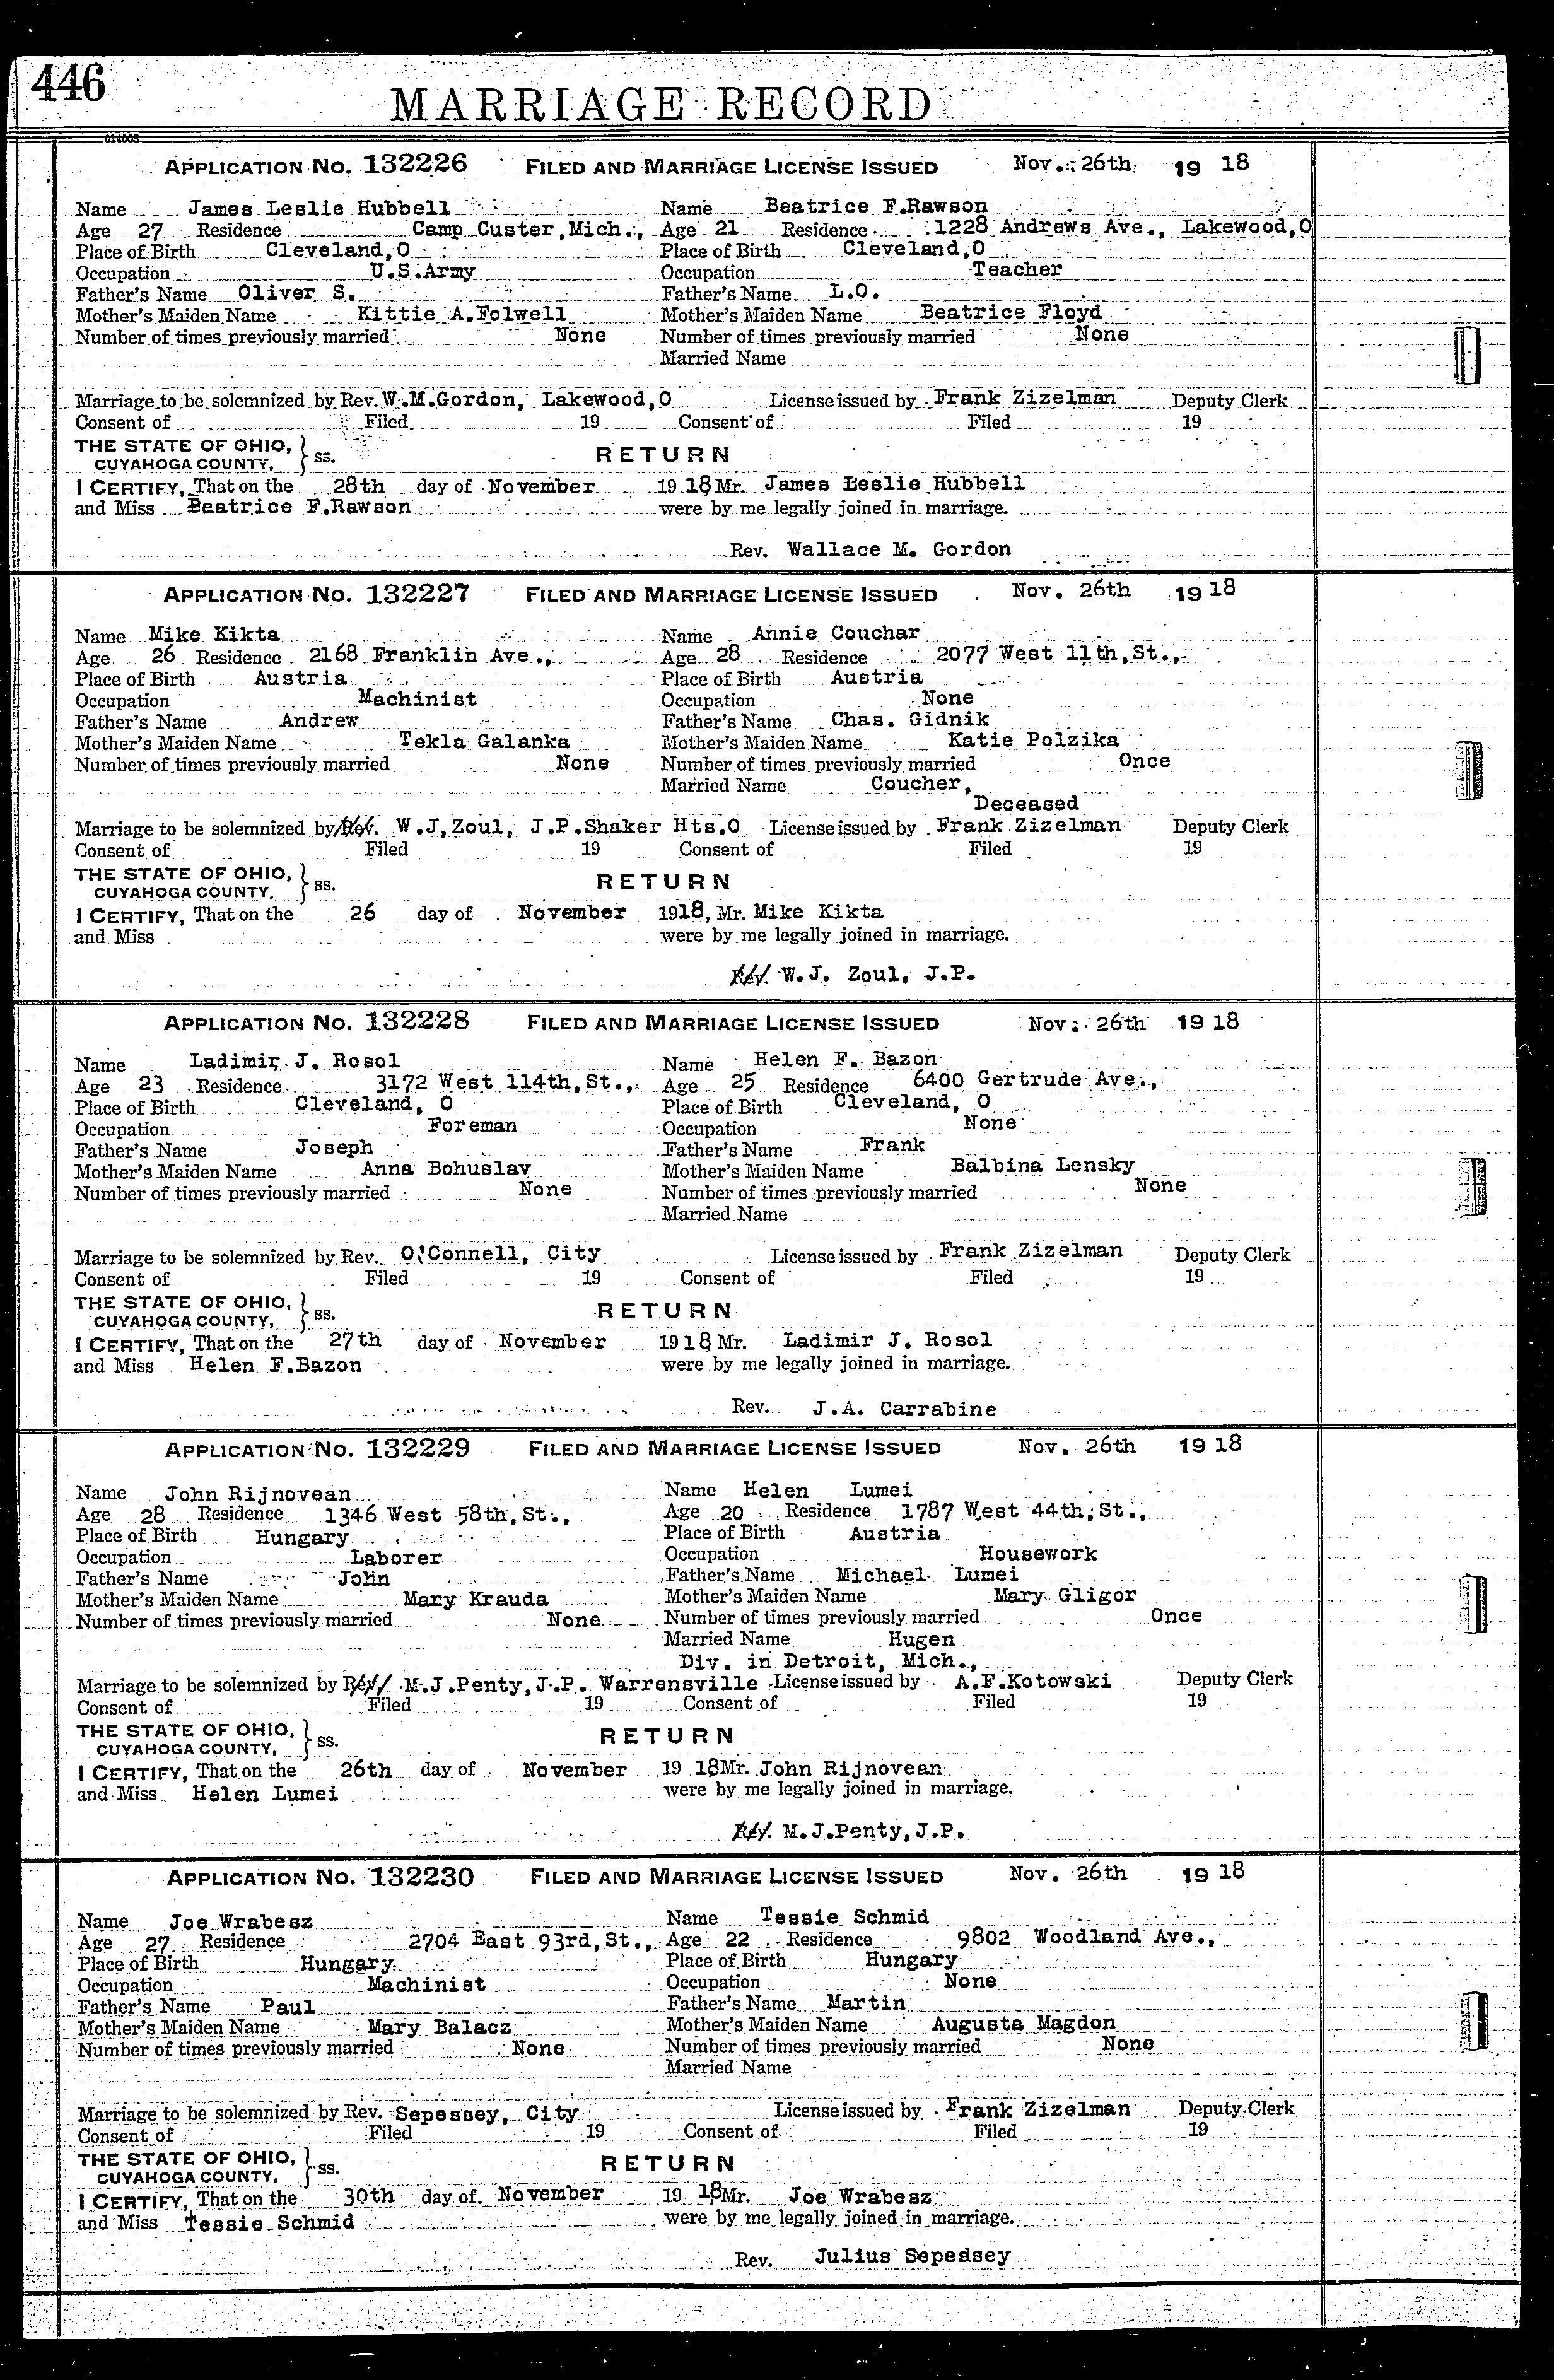 446
MARRIAGE RECORD
01400S
APPLICATION No. 132226 FILED AND MARRIAGE LICENSE ISSUED Nov. 26th 19 18
Name James Leslie Hubbell Name Beatrice F.Rawson
Age 27 Residence Camp Custer,Mich., Age 21 Residence 1228 Andrews Ave., Lakewood,O
Place of Birth Cleveland,O Place of Birth Cleveland,O
Occupation U.S.Army Occupation Teacher
Father's Name Oliver S. Father's Name L.O.
Mother's Maiden Name Kittie A.Folwell Mother's Maiden Name Beatrice Floyd
Number of times previously married None Number of times previously married None
Married Name
Marriage to be solemnized by Rev. W.M.Gordon, Lakewood,O License issued by Frank Zizelman Deputy Clerk
Consent of Filed 19 Consent of Filed 19
THE STATE OF OHIO,
CUYAHOGA COUNTY, } ss. RETURN
I CERTIFY, That on the 28th day of November 19 18 Mr. James Leslie Hubbell
and Miss Beatrice F.Rawson were by me legally joined in marriage.
Rev. Wallace M. Gordon
APPLICATION No. 132227 FILED AND MARRIAGE LICENSE ISSUED Nov. 26th 19 18
Name Mike Kikta Name Annie Couchar
Age 26 Residence 2168 Franklin Ave., Age 28 Residence 2077 West 11th,St.,
Place of Birth Austria Place of Birth Austria
Occupation Machinist Occupation None
Father's Name Andrew Father's Name Chas. Gidnik
Mother's Maiden Name Tekla Galanka Mother's Maiden Name Katie Polzika
Number of times previously married None Number of times previously married Once
Married Name Coucher,
Deceased
Marriage to be solemnized by Rev. W.J,Zoul, J.P.Shaker Hts.O License issued by Frank Zizelman Deputy Clerk
Consent of Filed 19 Consent of Filed 19
THE STATE OF OHIO,
CUYAHOGA COUNTY, } ss. RETURN
I CERTIFY, That on the 26 day of November 1918, Mr. Mike Kikta
and Miss were by me legally joined in marriage.
Rev. W.J. Zoul, J.P.
APPLICATION No. 132228 FILED AND MARRIAGE LICENSE ISSUED Nov. 26th 19 18
Name Ladimir J. Rosol Name Helen F. Bazon
Age 23 Residence 3172 West 114th,St., Age 25 Residence 6400 Gertrude Ave.,
Place of Birth Cleveland, O Place of Birth Cleveland, O
Occupation Foreman Occupation None
Father's Name Joseph Father's Name Frank
Mother's Maiden Name Anna Bohuslav Mother's Maiden Name Balbina Lensky
Number of times previously married None Number of times previously married None
Married Name
Marriage to be solemnized by Rev. O'Connell, City License issued by Frank Zizelman Deputy Clerk
Consent of Filed 19 Consent of Filed 19
THE STATE OF OHIO,
CUYAHOGA COUNTY, } ss. RETURN
I CERTIFY, That on the 27th day of November 1918 Mr. Ladimir J. Rosol
and Miss Helen F.Bazon were by me legally joined in marriage.
Rev. J.A. Carrabine
APPLICATION No. 132229 FILED AND MARRIAGE LICENSE ISSUED Nov. 26th 19 18
Name John Rijnovean Name Helen Lumei
Age 28 Residence 1346 West 58th,St., Age 20 Residence 1787 West 44th,St.,
Place of Birth Hungary Place of Birth Austria
Occupation Laborer Occupation Housework
Father's Name John Father's Name Michael Lumei
Mother's Maiden Name Mary Krauda Mother's Maiden Name Mary Gligor
Number of times previously married None Number of times previously married Once
Married Name Hugen
Div. in Detroit, Mich.,
Marriage to be solemnized by Rev. M.J.Penty,J.P. Warrensville License issued by A.F.Kotowski Deputy Clerk
Consent of Filed 19 Consent of Filed 19
THE STATE OF OHIO,
CUYAHOGA COUNTY, } ss. RETURN
I CERTIFY, That on the 26th day of November 19 18 Mr. John Rijnovean
and Miss Helen Lumei were by me legally joined in marriage.
Rev. M.J.Penty,J.P.
APPLICATION No. 132230 FILED AND MARRIAGE LICENSE ISSUED Nov. 26th 19 18
Name Joe Wrabesz Name Tessie Schmid
Age 27 Residence 2704 East 93rd,St., Age 22 Residence 9802 Woodland Ave.,
Place of Birth Hungary Place of Birth Hungary
Occupation Machinist Occupation None
Father's Name Paul Father's Name Martin
Mother's Maiden Name Mary Balacz Mother's Maiden Name Augusta Magdon
Number of times previously married None Number of times previously married None
Married Name
Marriage to be solemnized by Rev. Sepessey, City License issued by Frank Zizelman Deputy Clerk
Consent of Filed 19 Consent of Filed 19
THE STATE OF OHIO,
CUYAHOGA COUNTY, } ss. RETURN
I CERTIFY, That on the 30th day of November 19 18 Mr. Joe Wrabesz
and Miss Tessie Schmid were by me legally joined in marriage.
Rev. Julius Sepessey